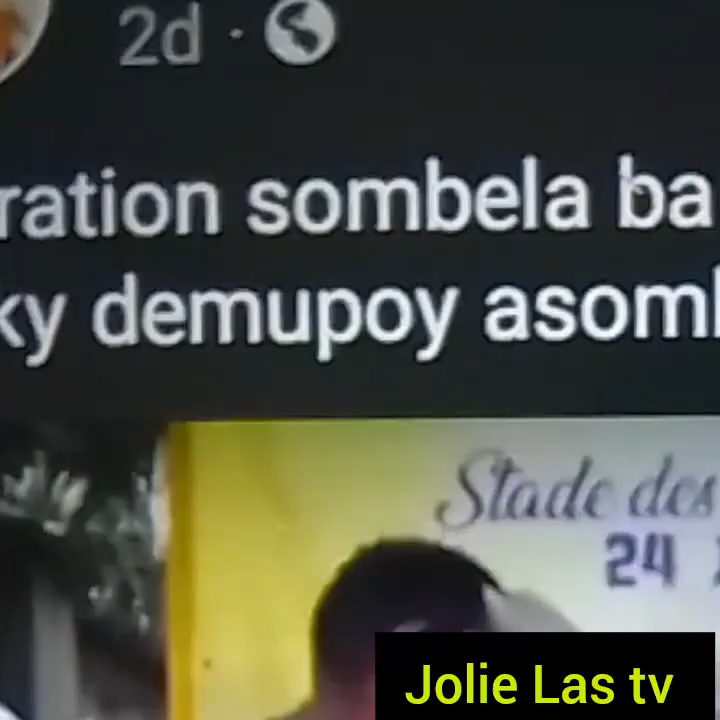 2d
ration sombela ba
ky demupoy asom
Stade des
24
Jolie Las tv